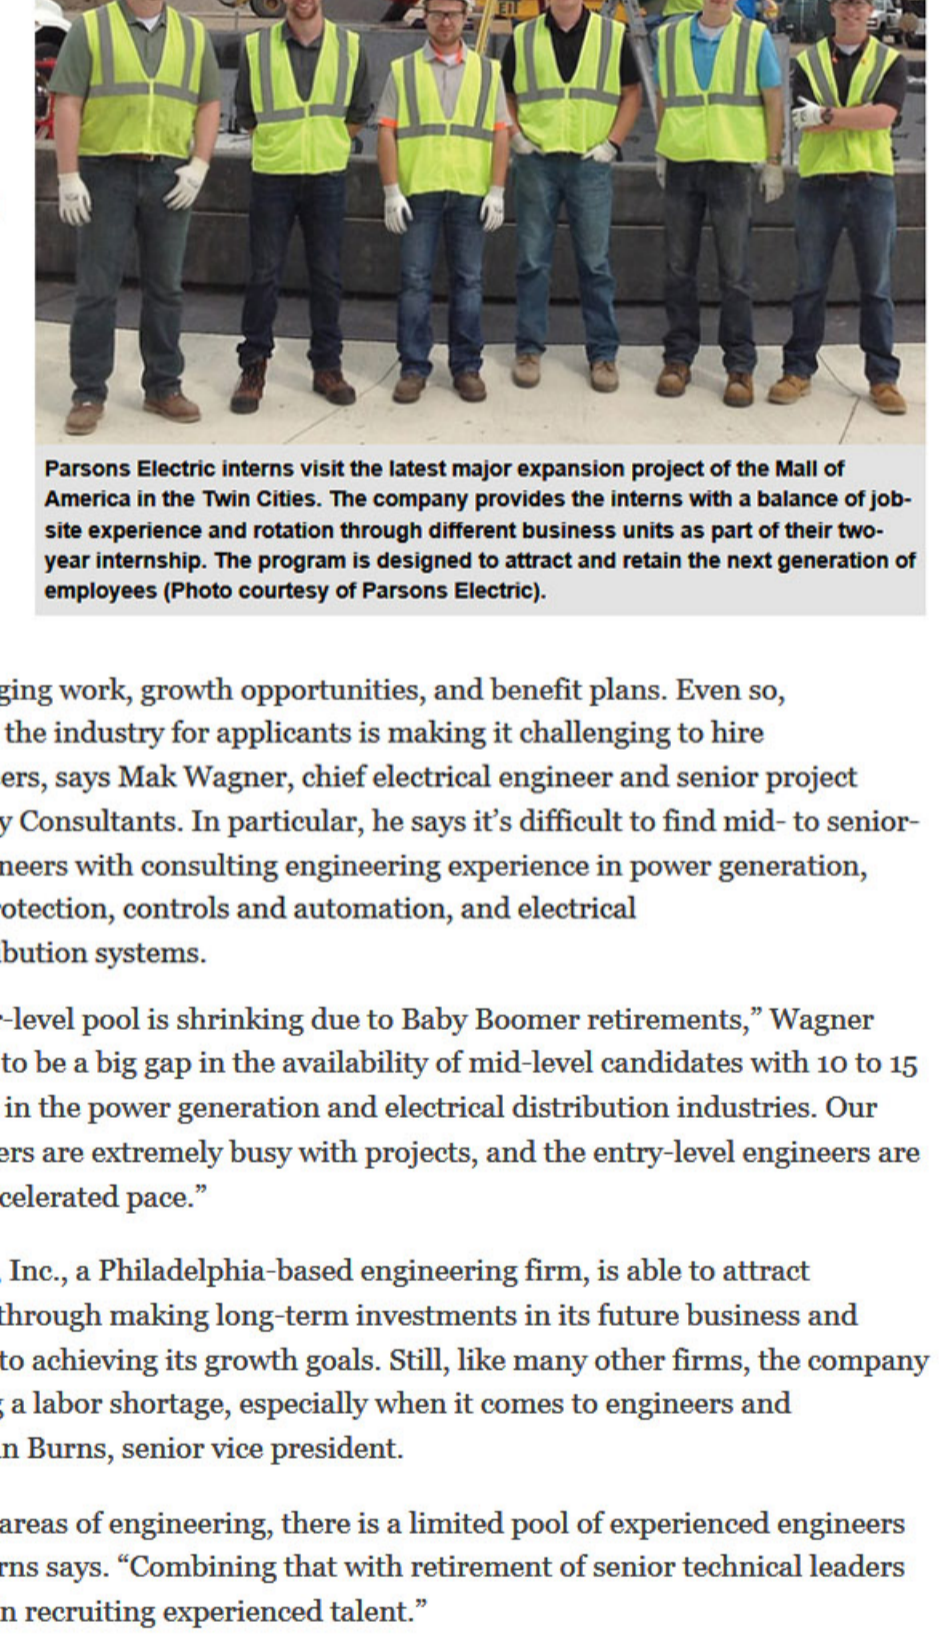 Parsons Electric interns visit the latest major expansion project of the Mall of
America in the Twin Cities. The company provides the interns with a balance of job-
site experience and rotation through different business units as part of their two-
year internship. The program is designed to attract and retain the next generation of
employees (Photo courtesy of Parsons Electric).
ging work, growth opportunities, and benefit plans. Even so,
the industry for applicants is making it challenging to hire
ers, says Mak Wagner, chief electrical engineer and senior project
y Consultants. In particular, he says it’s difficult to find mid- to senior-
neers with consulting engineering experience in power generation,
rotection, controls and automation, and electrical
ibution systems.
r-level pool is shrinking due to Baby Boomer retirements,” Wagner
to be a big gap in the availability of mid-level candidates with 10 to 15
in the power generation and electrical distribution industries. Our
ers are extremely busy with projects, and the entry-level engineers are
celerated pace.”
, Inc., a Philadelphia-based engineering firm, is able to attract
through making long-term investments in its future business and
to achieving its growth goals. Still, like many other firms, the company
g a labor shortage, especially when it comes to engineers and
n Burns, senior vice president.
areas of engineering, there is a limited pool of experienced engineers
rns says. “Combining that with retirement of senior technical leaders
n recruiting experienced talent.”